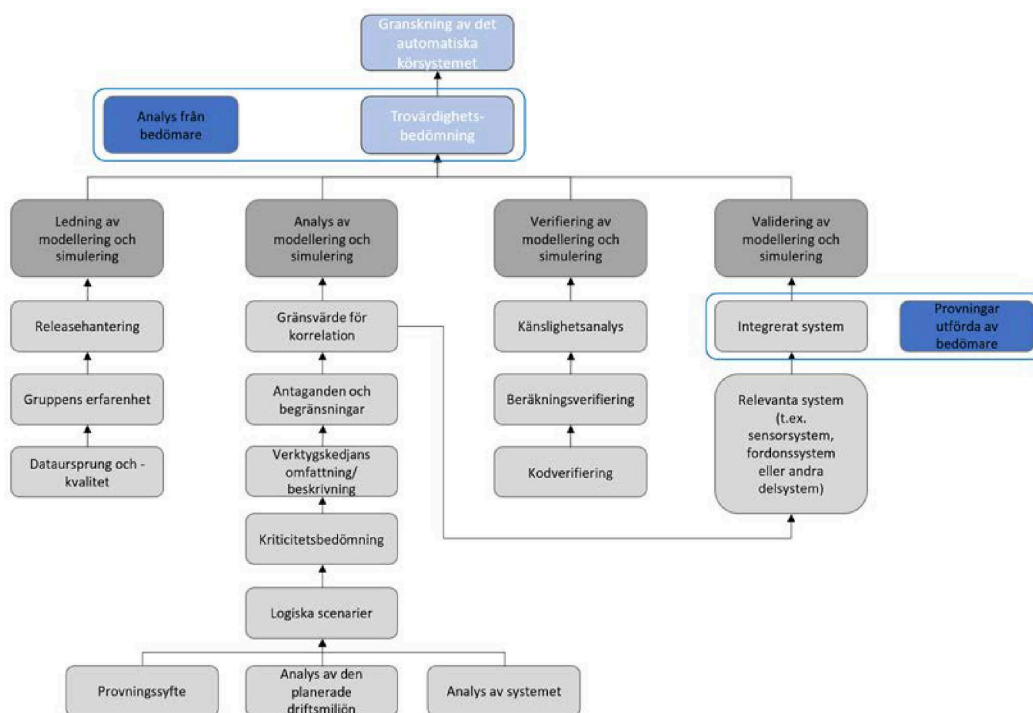 Granskning av det
automatiska
körsystemet
Analys från
bedömare
Trovärdighets-
bedömning
Ledning av
modellering och
simulering
Analys av
modellering och
simulering
Verifiering av
modellering och
simulering
Validering av
modellering och
simulering
Releasehantering
Gränsvärde för
korrelation
Känslighetsanalys
Integrerat system
Provningar
utförda av
bedömare
Gruppens erfarenhet
Antaganden och
begränsningar
Beräkningsverifiering
Relevanta system
(t.ex.
sensorsystem,
fordonssystem
eller andra
delsystem)
Dataursprung och -
kvalitet
Verktygskedjans
omfattning/
beskrivning
Kodverifiering
Kriticitetsbedömning
Logiska scenarier
Provningssyfte
Analys av den
planerade
driftsmiljön
Analys av systemet